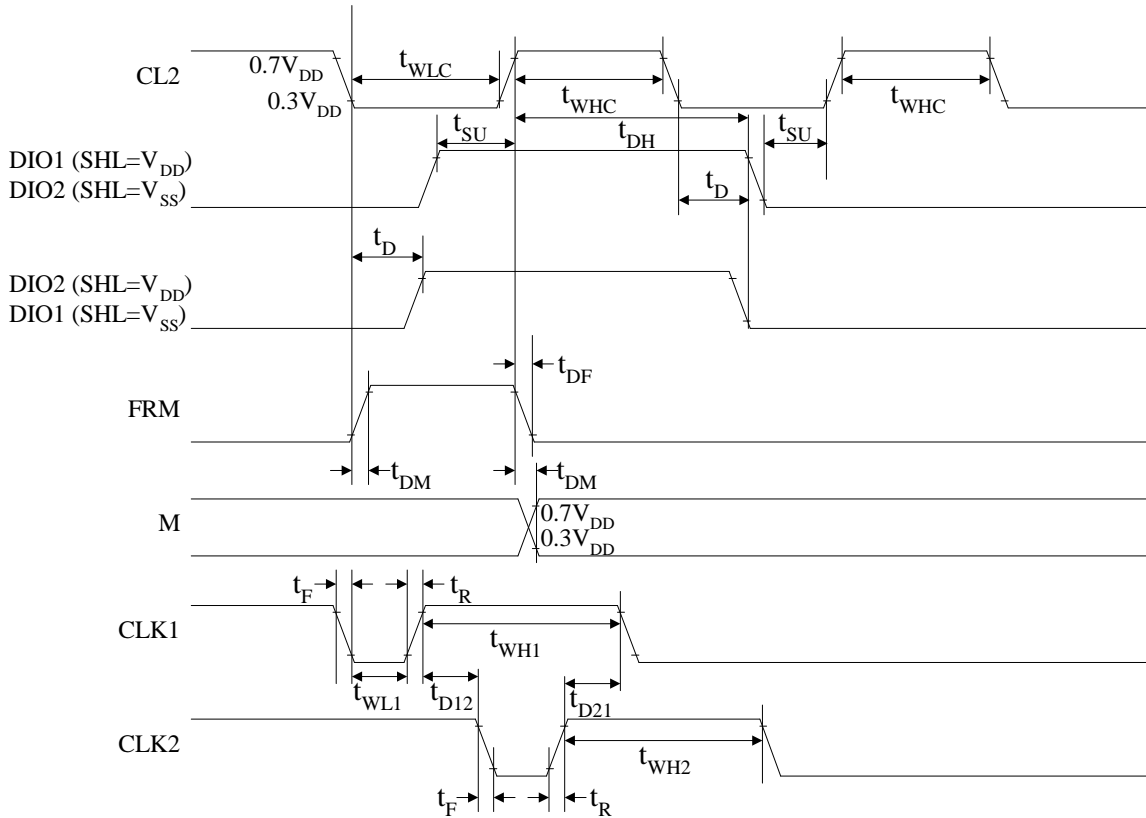 CL2
0.7VDD
0.3VDD
tWLC
tWHC
tWHC
tSU
tDH
tSU
DIO1 (SHL=VDD)
DIO2 (SHL=VSS)
tD
tD
DIO2 (SHL=VDD)
DIO1 (SHL=VSS)
tDF
FRM
tDM
tDM
M
0.7VDD
0.3VDD
tF
tR
CLK1
tWH1
tWL1
tD12
tD21
CLK2
tWH2
tF
tR